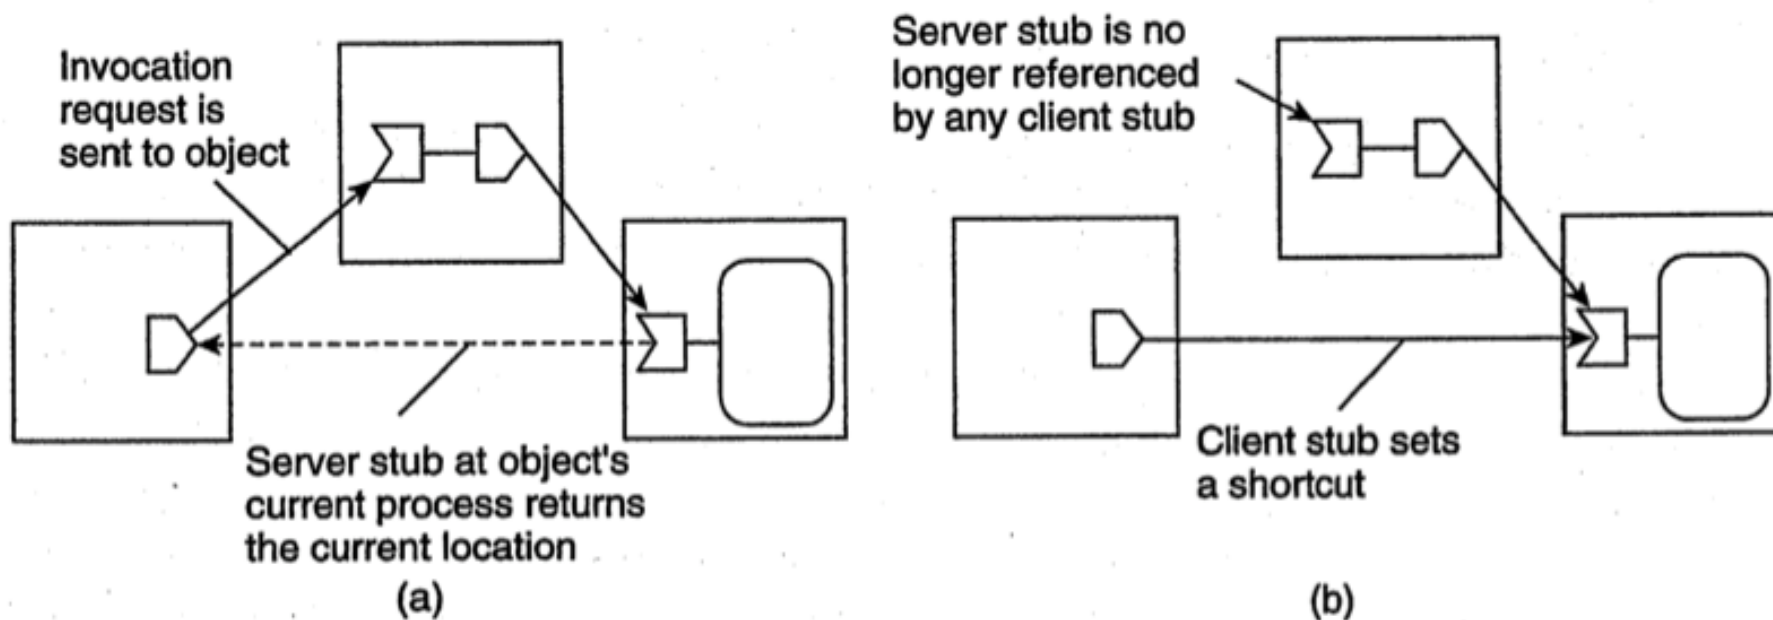 Invocation
request is
sent to object
Server stub at object's
current process returns
the current location
(a)
Server stub is no
longer referenced
by any client stub
Client stub sets
a shortcut
(b)